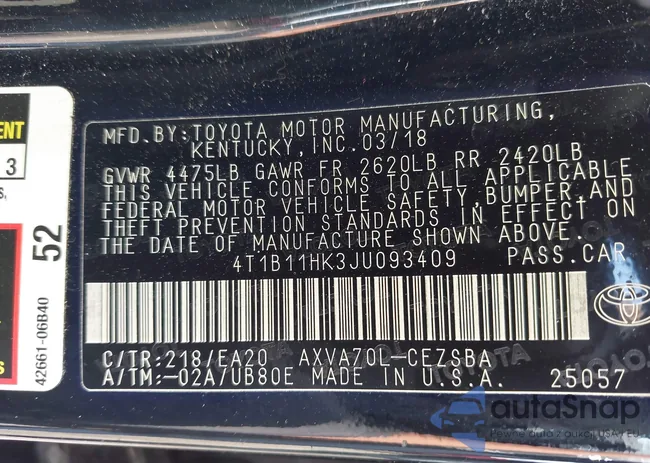 MFD. BY: TOYOTA MOTOR MANUFACTURING,
KENTUCKY, INC. 03/18
GVWR 4475LB GAWR FR 2620LB RR 2420LB
THIS VEHICLE CONFORMS TO ALL APPLICABLE
FEDERAL MOTOR VEHICLE SAFETY, BUMPER, AND
THEFT PREVENTION STANDARDS IN EFFECT ON
THE DATE OF MANUFACTURE SHOWN ABOVE.
4T1B11HK3JU093409 PASS. CAR
C/TR: 218/EA20 AXVA70L-CEZSBA
A/TM: -02A/UB80E MADE IN U.S.A. 25057
ENT
3
52
42661-06B40
autoSnap